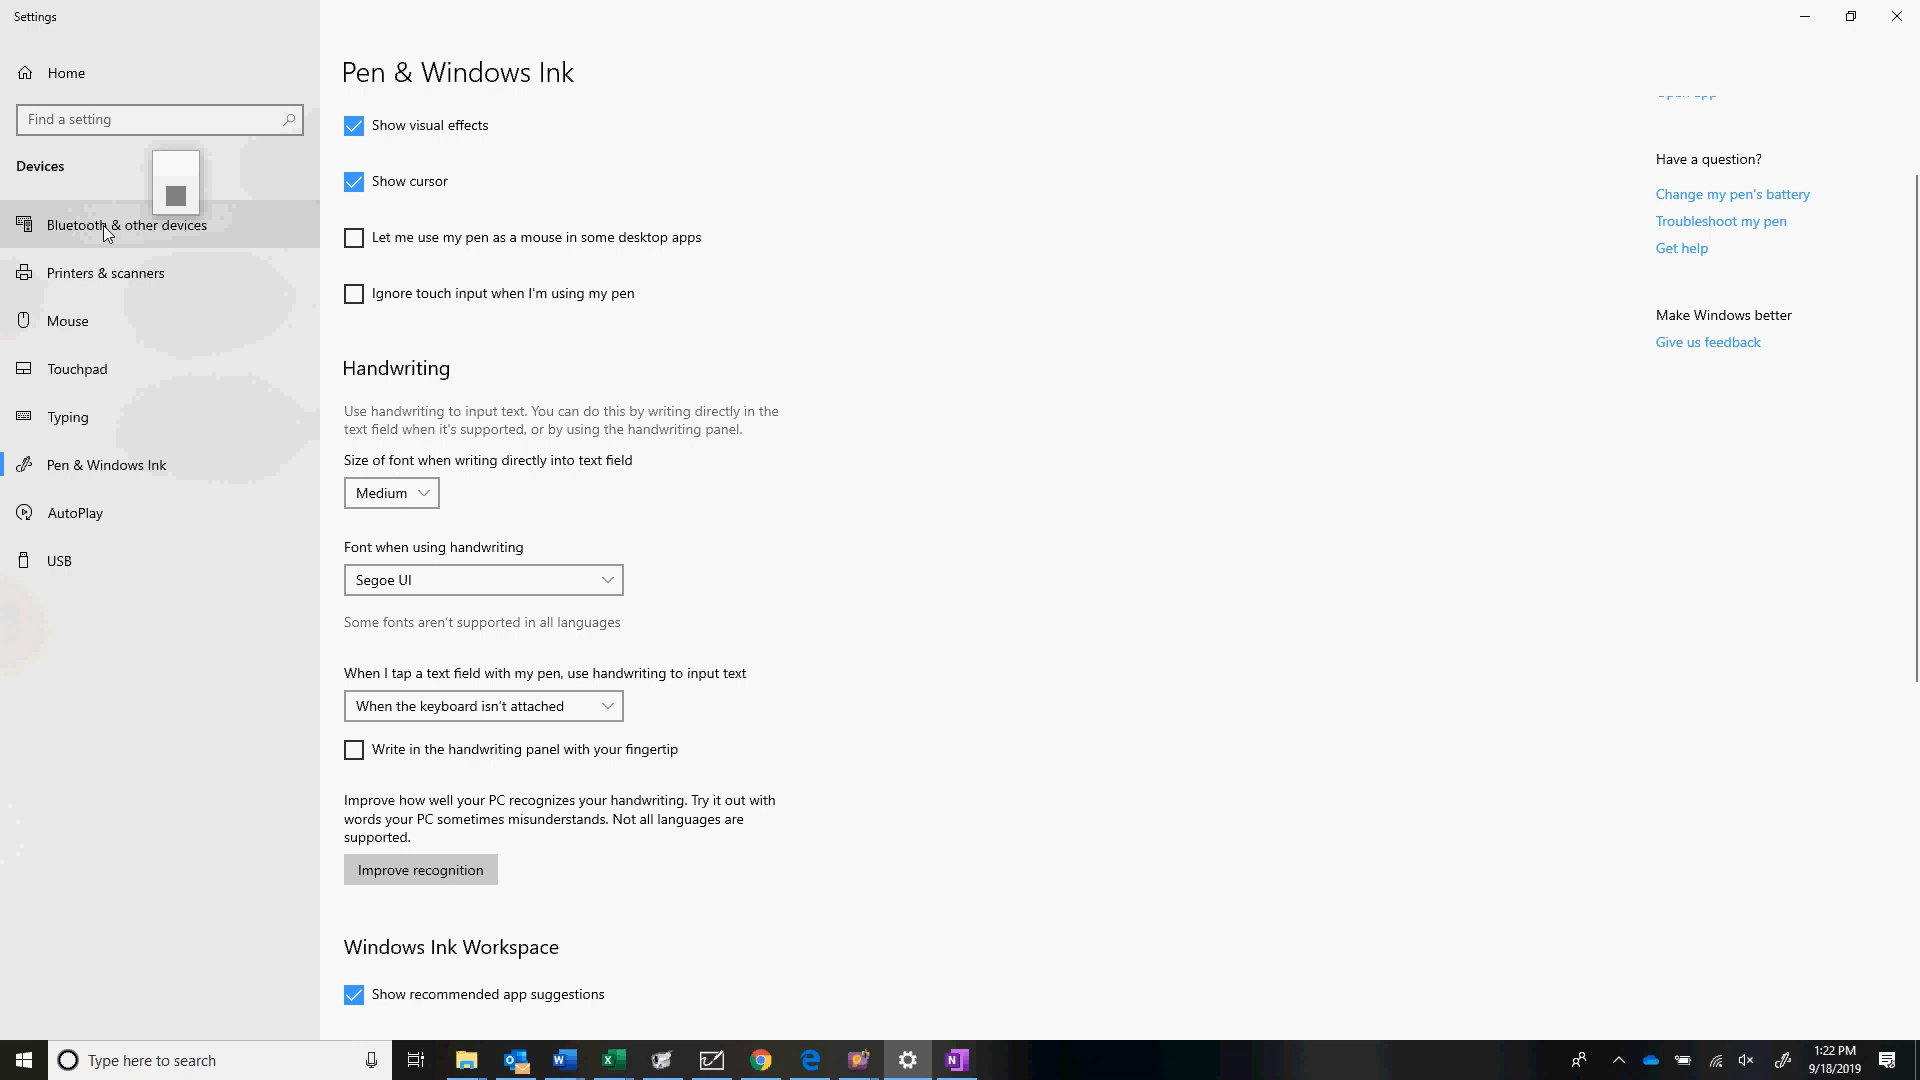 Settings
Home
Find a setting
Devices
Bluetooth & other devices
Printers & scanners
Mouse
Touchpad
Typing
Pen & Windows Ink
AutoPlay
USB
Pen & Windows Ink
Show visual effects
Show cursor
Let me use my pen as a mouse in some desktop apps
Ignore touch input when I'm using my pen
Handwriting
Use handwriting to input text. You can do this by writing directly in the
text field when it's supported, or by using the handwriting panel.
Size of font when writing directly into text field
Medium
Font when using handwriting
Segoe UI
Some fonts aren't supported in all languages
When I tap a text field with my pen, use handwriting to input text
When the keyboard isn't attached
Write in the handwriting panel with your fingertip
Improve how well your PC recognizes your handwriting. Try it out with
words your PC sometimes misunderstands. Not all languages are
supported.
Improve recognition
Windows Ink Workspace
Show recommended app suggestions
Have a question?
Change my pen's battery
Troubleshoot my pen
Get help
Make Windows better
Give us feedback
Type here to search
1:22 PM
9/18/2019